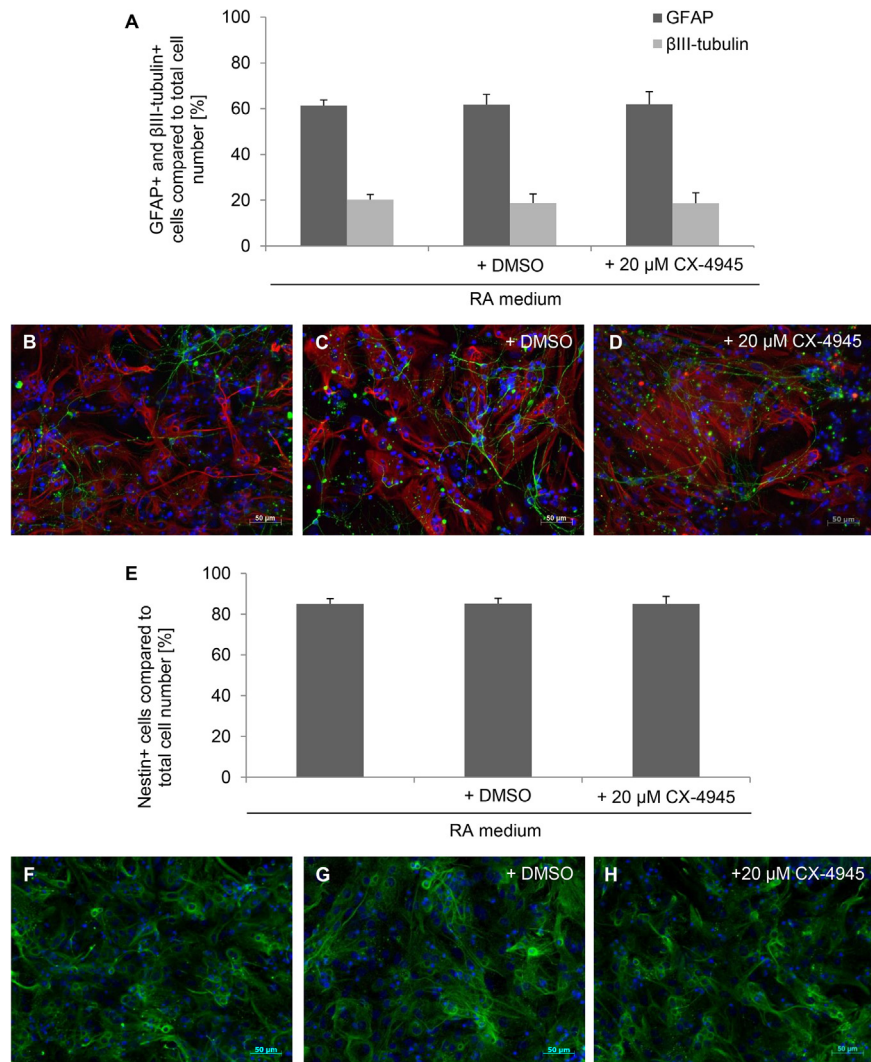 A
GFAP+ and βIII-tubulin+
cells compared to total cell
number [%]
100
80
60
40
20
0
GFAP
βIII-tubulin
+ DMSO
+ 20 µM CX-4945
RA medium
B
50 µm
C
+ DMSO
50 µm
D
+ 20 µM CX-4945
50 µm
E
Nestin+ cells compared to
total cell number [%]
100
80
60
40
20
0
+ DMSO
+ 20 µM CX-4945
RA medium
F
50 µm
G
+ DMSO
50 µm
H
+20 µM CX-4945
50 µm